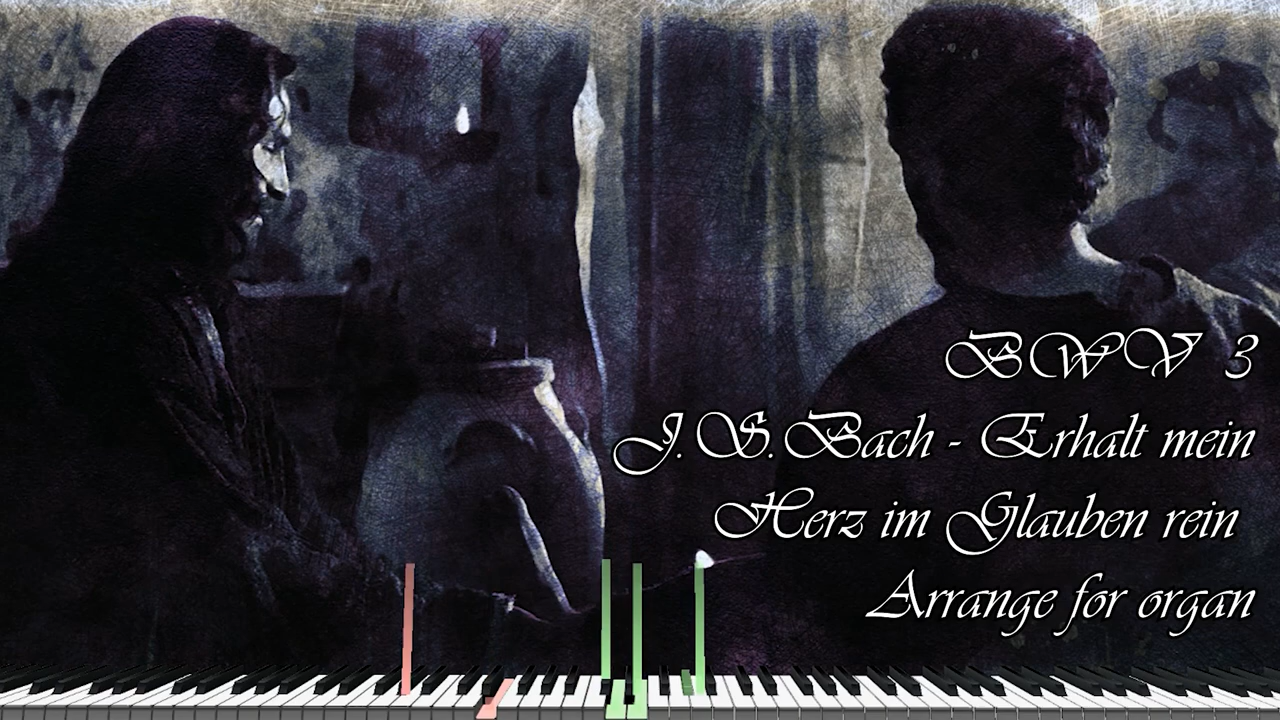 BWV 3
J.S.Bach - Erhalt mein
Herz im Glauben rein
Arrange for organ